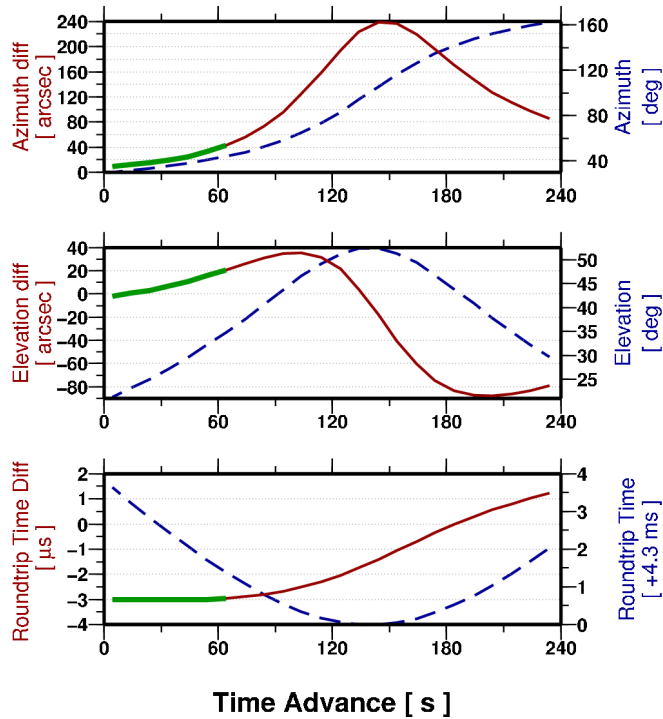 Azimuth diff
[ arcsec ]
240
200
160
120
80
40
0
160
120
80
40
Azimuth
[ deg ]
0 60 120 180 240
Elevation diff
[ arcsec ]
40
20
0
−20
−40
−60
−80
50
45
40
35
30
25
Elevation
[ deg ]
0 60 120 180 240
Roundtrip Time Diff
[ µs ]
2
1
0
−1
−2
−3
−4
4
3
2
1
0
Roundtrip Time
[ +4.3 ms ]
0 60 120 180 240
Time Advance [ s ]